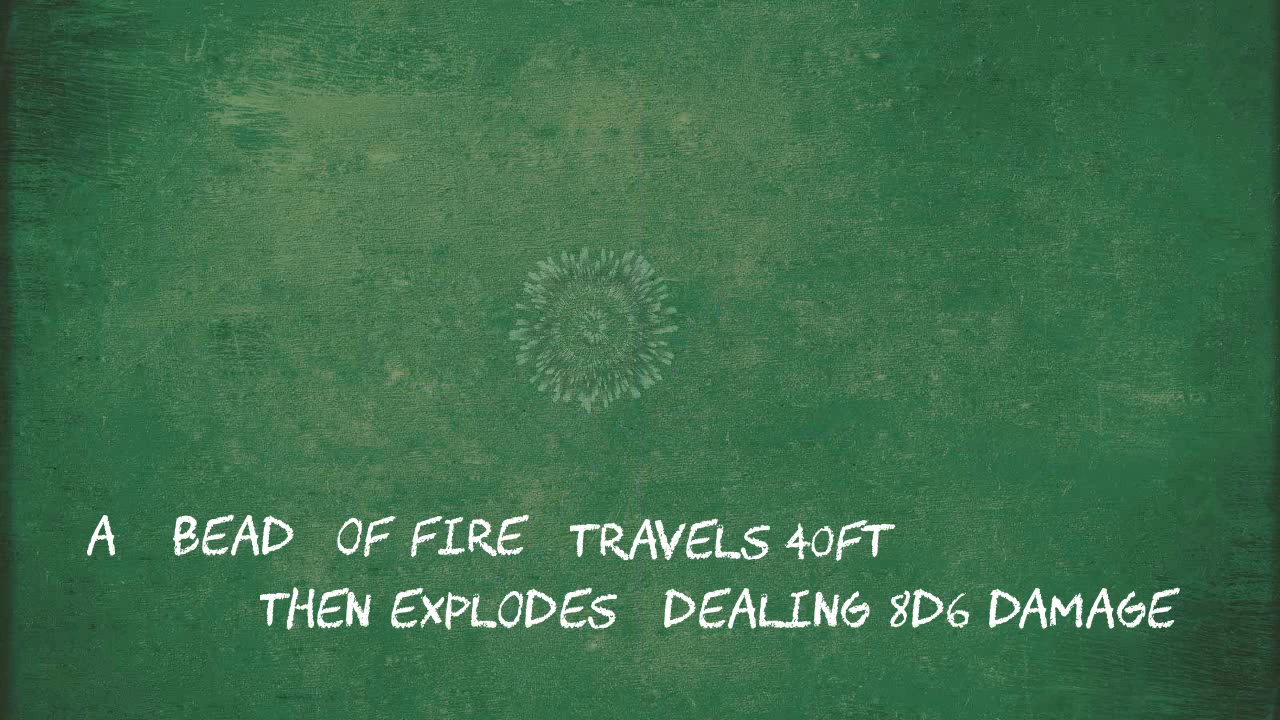 A BEAD OF FIRE TRAVELS 40FT
THEN EXPLODES DEALING 8D6 DAMAGE